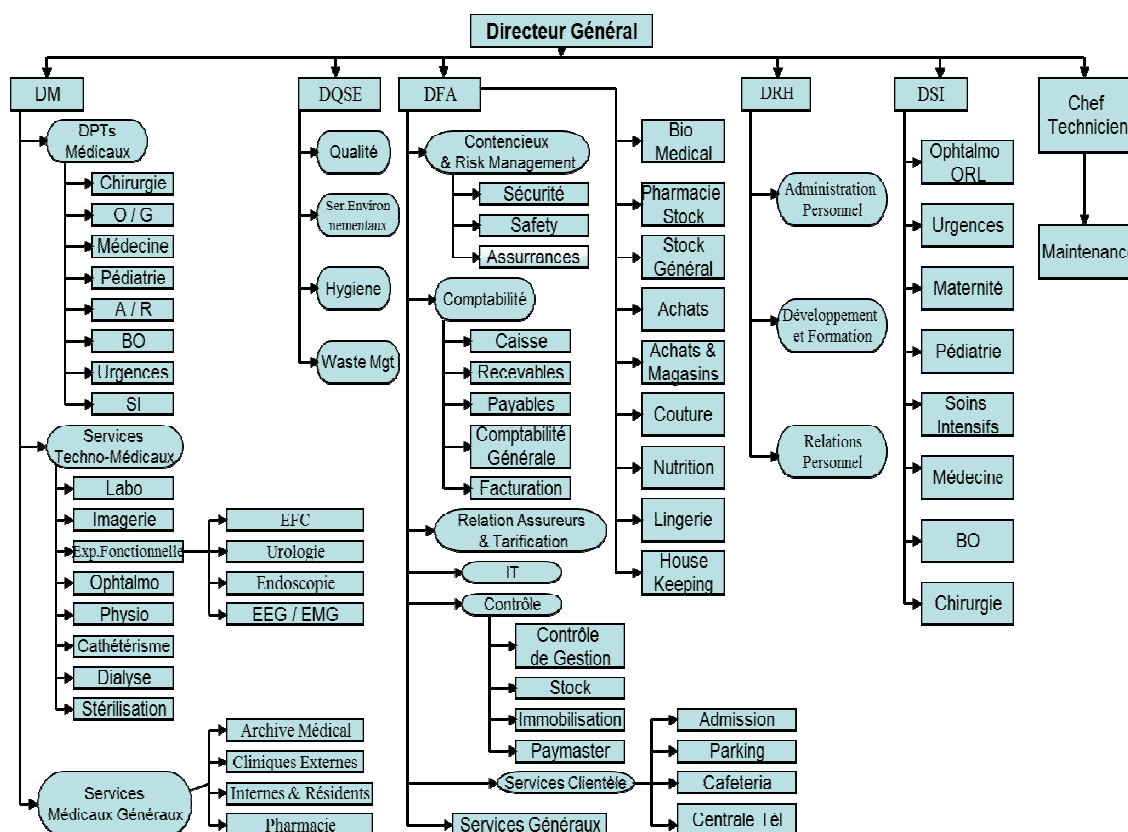 Directeur Général
DM
DQSE
DFA
DRH
DSI
Chef
Technicien
Maintenance
DPTs
Médicaux
Chirurgie
O / G
Médecine
Pédiatrie
A / R
BO
Urgences
SI
Services
Techno-Médicaux
Labo
Imagerie
Exp.Fonctionnelle
Ophtalmo
Physio
Cathétérisme
Dialyse
Stérilisation
EFC
Urologie
Endoscopie
EEG / EMG
Services
Médicaux Généraux
Archive Médical
Cliniques Externes
Internes & Résidents
Pharmacie
Qualité
Ser.Environ
nementaux
Hygiene
Waste Mgt
Contencieux
& Risk Management
Sécurité
Safety
Assurrances
Comptabilité
Caisse
Recevables
Payables
Comptabilité
Générale
Facturation
Relation Assureurs
& Tarification
IT
Contrôle
Contrôle
de Gestion
Stock
Immobilisation
Paymaster
Services Clientèle
Admission
Parking
Cafeteria
Centrale Tél
Services Généraux
Bio
Medical
Pharmacie
Stock
Stock
Général
Achats
Achats &
Magasins
Couture
Nutrition
Lingerie
House
Keeping
Administration
Personnel
Développement
et Formation
Relations
Personnel
Ophtalmo
ORL
Urgences
Maternité
Pédiatrie
Soins
Intensifs
Médecine
BO
Chirurgie